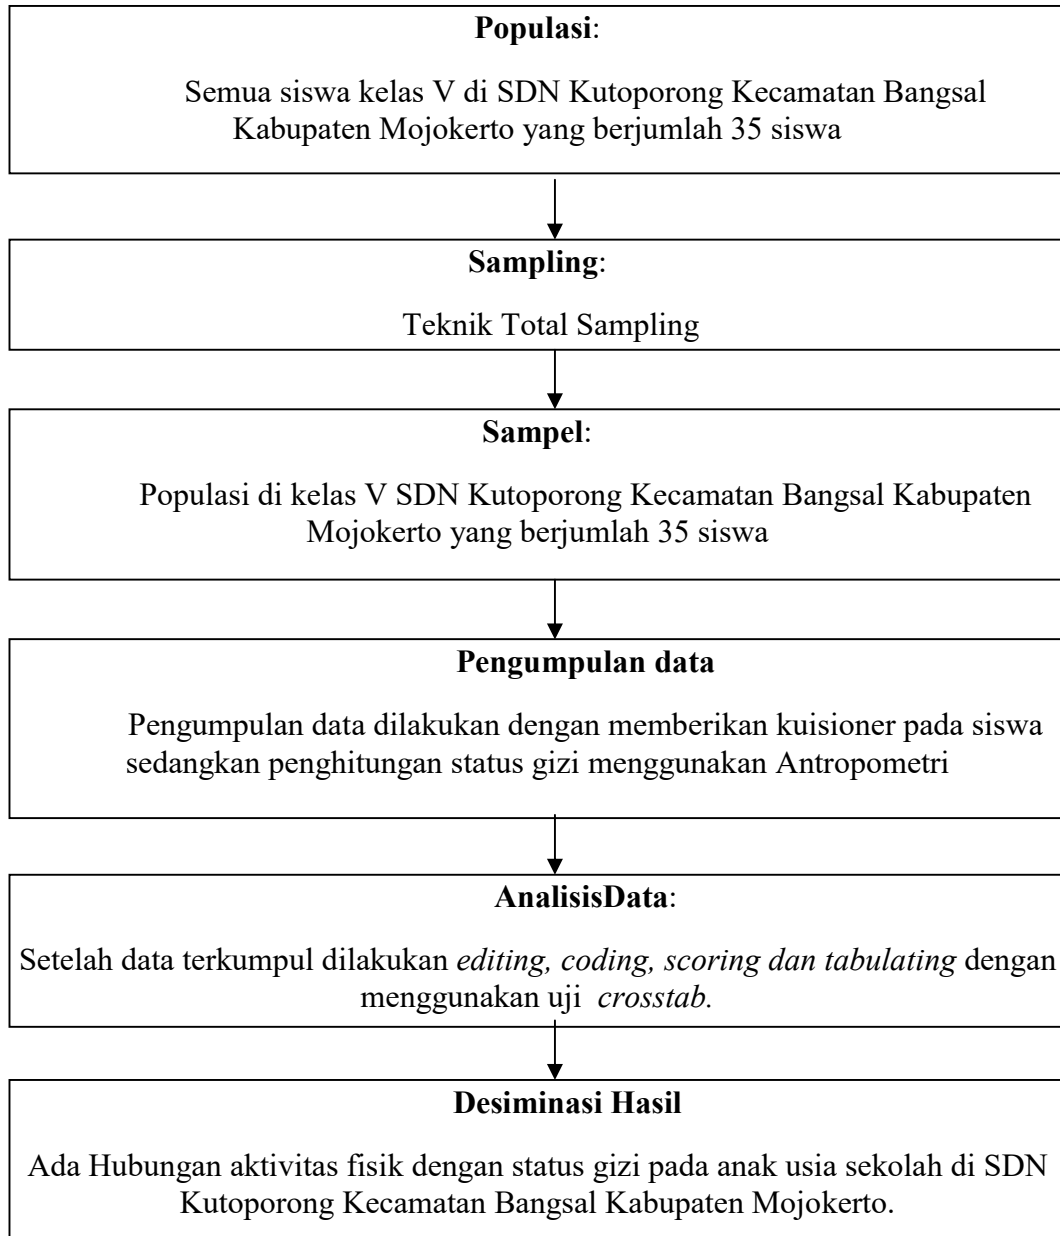 Populasi:
Semua siswa kelas V di SDN Kutoporong Kecamatan Bangsal
Kabupaten Mojokerto yang berjumlah 35 siswa
Sampling:
Teknik Total Sampling
Sampel:
Populasi di kelas V SDN Kutoporong Kecamatan Bangsal Kabupaten
Mojokerto yang berjumlah 35 siswa
Pengumpulan data
Pengumpulan data dilakukan dengan memberikan kuisioner pada siswa
sedangkan penghitungan status gizi menggunakan Antropometri
AnalisisData:
Setelah data terkumpul dilakukan editing, coding, scoring dan tabulating dengan
menggunakan uji crosstab.
Desiminasi Hasil
Ada Hubungan aktivitas fisik dengan status gizi pada anak usia sekolah di SDN
Kutoporong Kecamatan Bangsal Kabupaten Mojokerto.